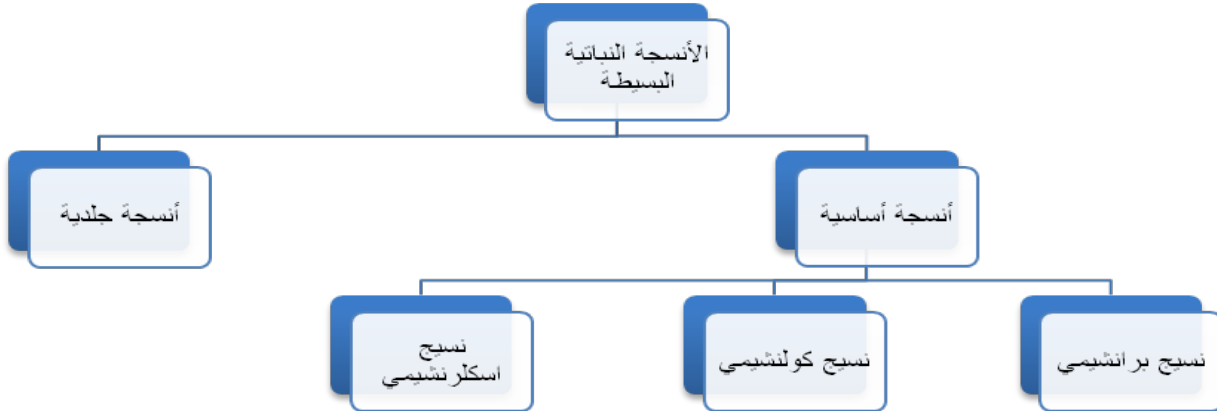 الأنسجة النباتية
البسيطة
أنسجة أساسية
أنسجة جلدية
نسيج برانشيمي
نسيج كولنشيمي
نسيج
اسكلرنشيمي